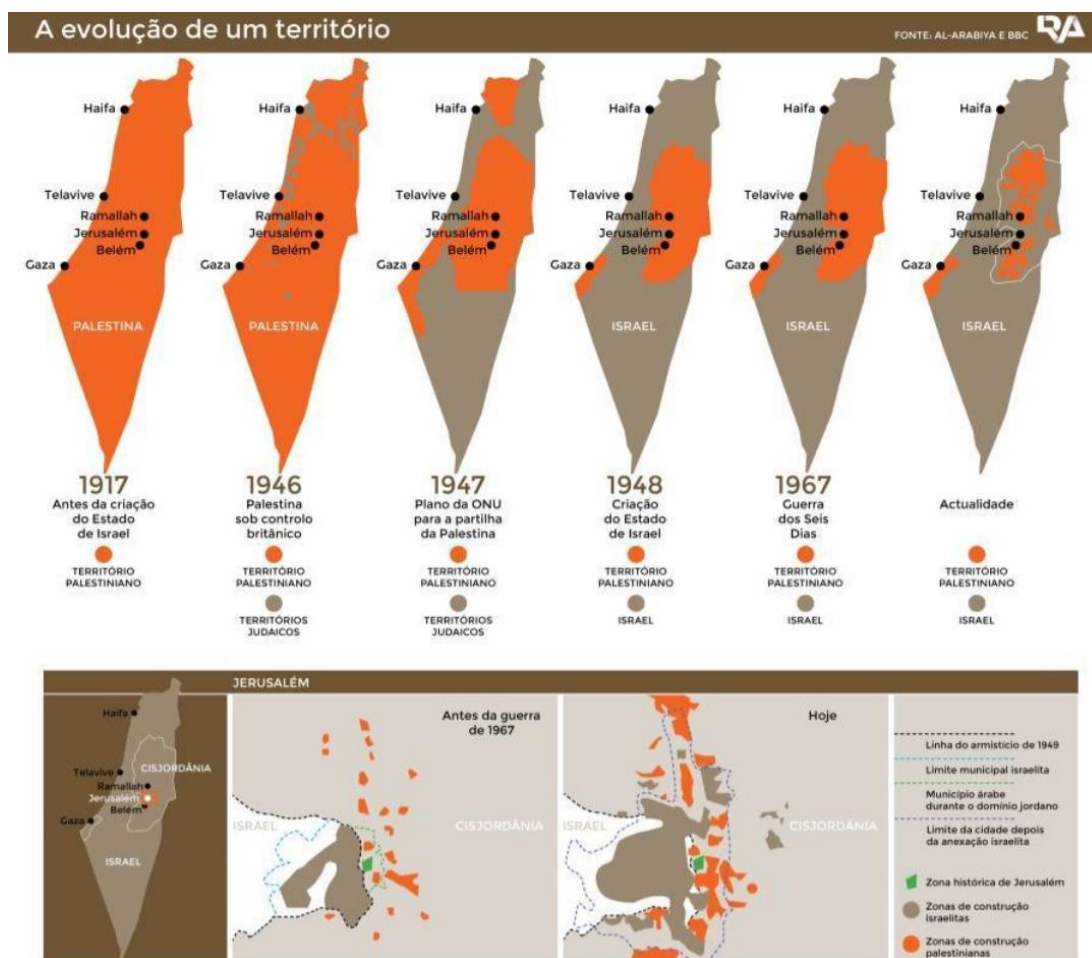 A evolução de um território
FONTE: AL-ARABIYA E BBC
RA
Haifa
Telavive
Ramallah
Jerusalém
Belém
Gaza
PALESTINA
1917
Antes da criação
do Estado
de Israel
TERRITÓRIO
PALESTINIANO
Haifa
Telavive
Ramallah
Jerusalém
Belém
Gaza
PALESTINA
1946
Palestina
sob controlo
britânico
TERRITÓRIO
PALESTINIANO
TERRITÓRIOS
JUDAICOS
Haifa
Telavive
Ramallah
Jerusalém
Belém
Gaza
1947
Plano da ONU
para a partilha
da Palestina
TERRITÓRIO
PALESTINIANO
TERRITÓRIOS
JUDAICOS
Haifa
Telavive
Ramallah
Jerusalém
Belém
Gaza
ISRAEL
1948
Criação
do Estado
de Israel
TERRITÓRIO
PALESTINIANO
ISRAEL
Haifa
Telavive
Ramallah
Jerusalém
Belém
Gaza
ISRAEL
1967
Guerra
dos Seis
Dias
TERRITÓRIO
PALESTINIANO
ISRAEL
Haifa
Telavive
Ramallah
Jerusalém
Belém
Gaza
ISRAEL
Actualidade
TERRITÓRIO
PALESTINIANO
ISRAEL
JERUSALÉM
Haifa
CISJORDÂNIA
Telavive
Ramallah
Jerusalém
Belém
Gaza
ISRAEL
Antes da guerra
de 1967
ISRAEL
CISJORDÂNIA
Hoje
ISRAEL
CISJORDÂNIA
Linha do armistício de 1949
Limite municipal israelita
Município árabe
durante o domínio jordano
Limite da cidade depois
da anexação israelita
Zona histórica de Jerusalém
Zonas de construção
israelitas
Zonas de construção
palestinianas